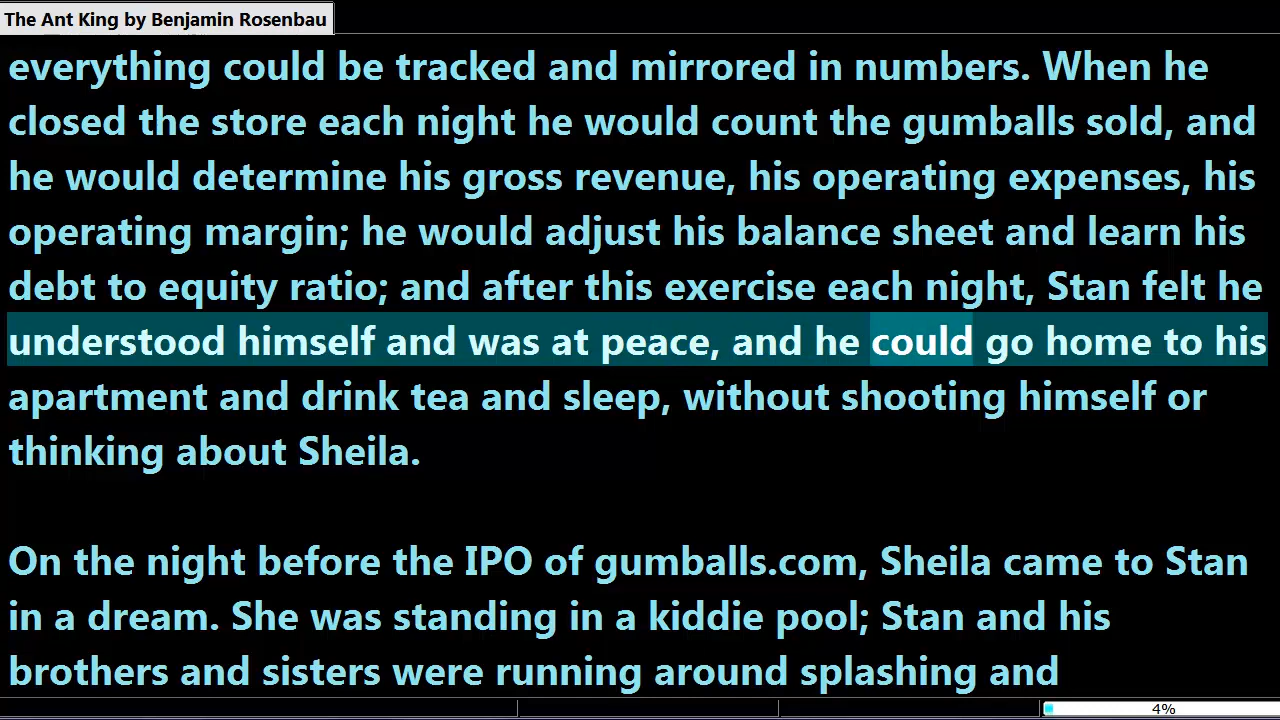 The Ant King by Benjamin Rosenbau
everything could be tracked and mirrored in numbers. When he
closed the store each night he would count the gumballs sold, and
he would determine his gross revenue, his operating expenses, his
operating margin; he would adjust his balance sheet and learn his
debt to equity ratio; and after this exercise each night, Stan felt he
understood himself and was at peace, and he could go home to his
apartment and drink tea and sleep, without shooting himself or
thinking about Sheila.
On the night before the IPO of gumballs.com, Sheila came to Stan
in a dream. She was standing in a kiddie pool; Stan and his
brothers and sisters were running around splashing and
4%